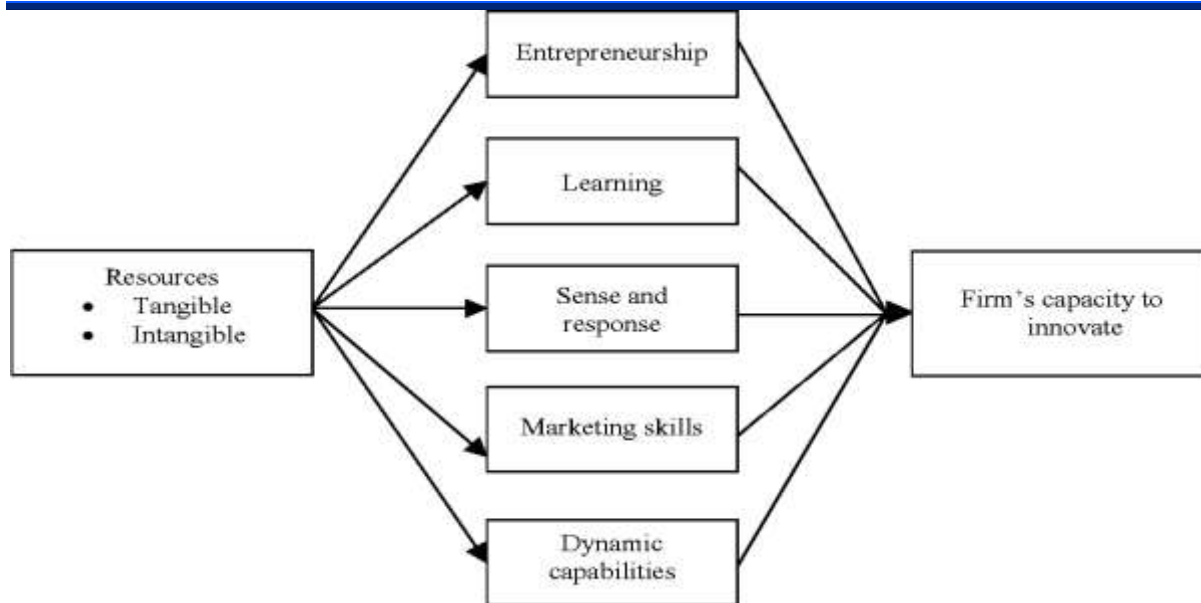 Entrepreneurship
Learning
Resources
• Tangible
• Intangible
Sense and
response
Firm's capacity to
innovate
Marketing skills
Dynamic
capabilities